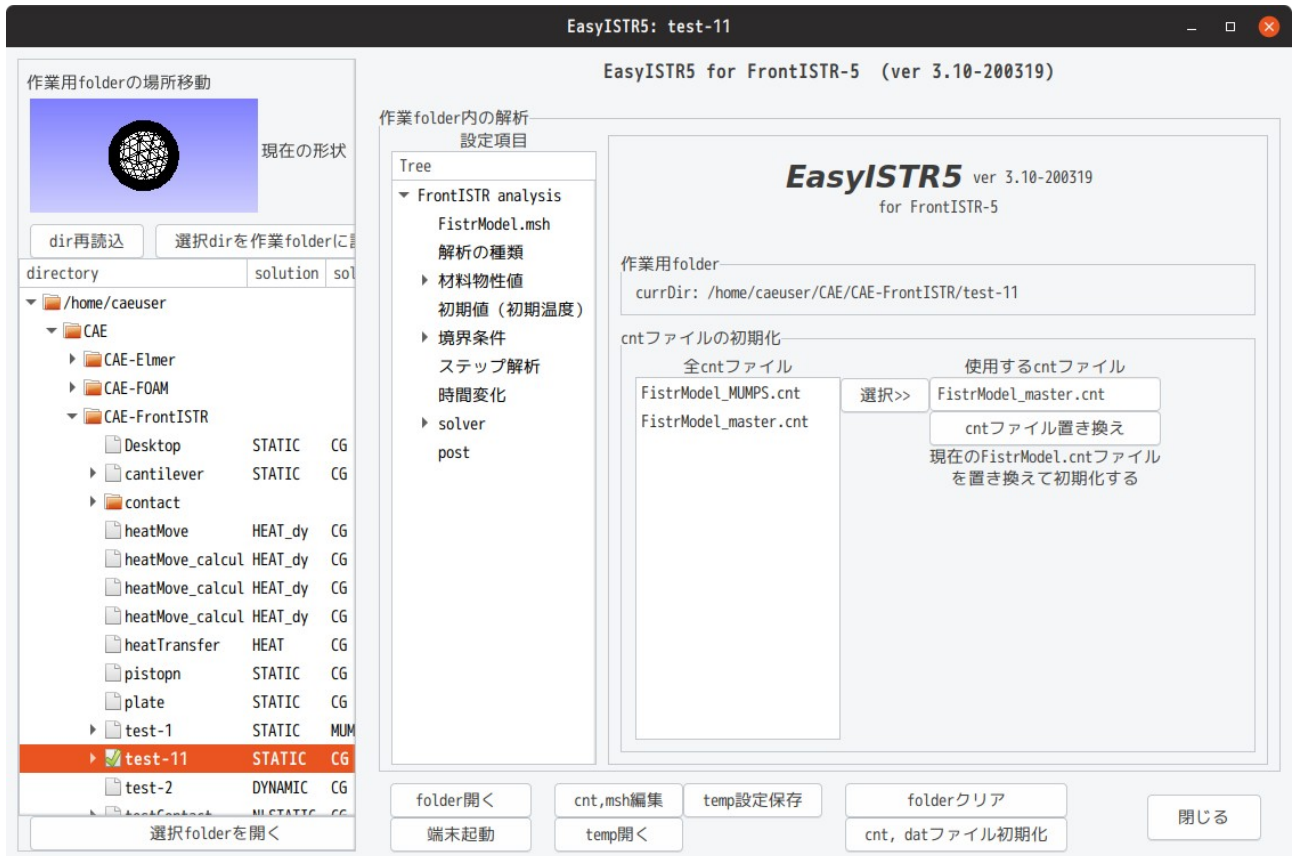 EasyISTR5: test-11
EasyISTR5 for FrontISTR-5 (ver 3.10-200319)
作業用folderの場所移動
現在の形状
dir再読込
選択dirを作業folderに
directory solution sol
/home/caeuser
CAE
CAE-Elmer
CAE-FOAM
CAE-FrontISTR
Desktop STATIC CG
cantilever STATIC CG
contact
heatMove HEAT_dy CG
heatMove_calcul HEAT_dy CG
heatMove_calcul HEAT_dy CG
heatMove_calcul HEAT_dy CG
heatTransfer HEAT CG
pistopn STATIC CG
plate STATIC CG
test-1 STATIC MUM
test-11 STATIC CG
test-2 DYNAMIC CG
testContact NLSTATIC CG
選択folderを開く
作業folder内の解析
設定項目
Tree
FrontISTR analysis
FistrModel.msh
解析の種類
材料物性値
初期値（初期温度）
境界条件
ステップ解析
時間変化
solver
post
EasyISTR5 ver 3.10-200319
for FrontISTR-5
作業用folder
currDir: /home/caeuser/CAE/CAE-FrontISTR/test-11
cntファイルの初期化
全cntファイル
FistrModel_MUMPS.cnt
FistrModel_master.cnt
選択>>
使用するcntファイル
FistrModel_master.cnt
cntファイル置き換え
現在のFistrModel.cntファイル
を置き換えて初期化する
folder開く
cnt,msh編集
temp設定保存
folderクリア
端末起動
temp開く
cnt, datファイル初期化
閉じる